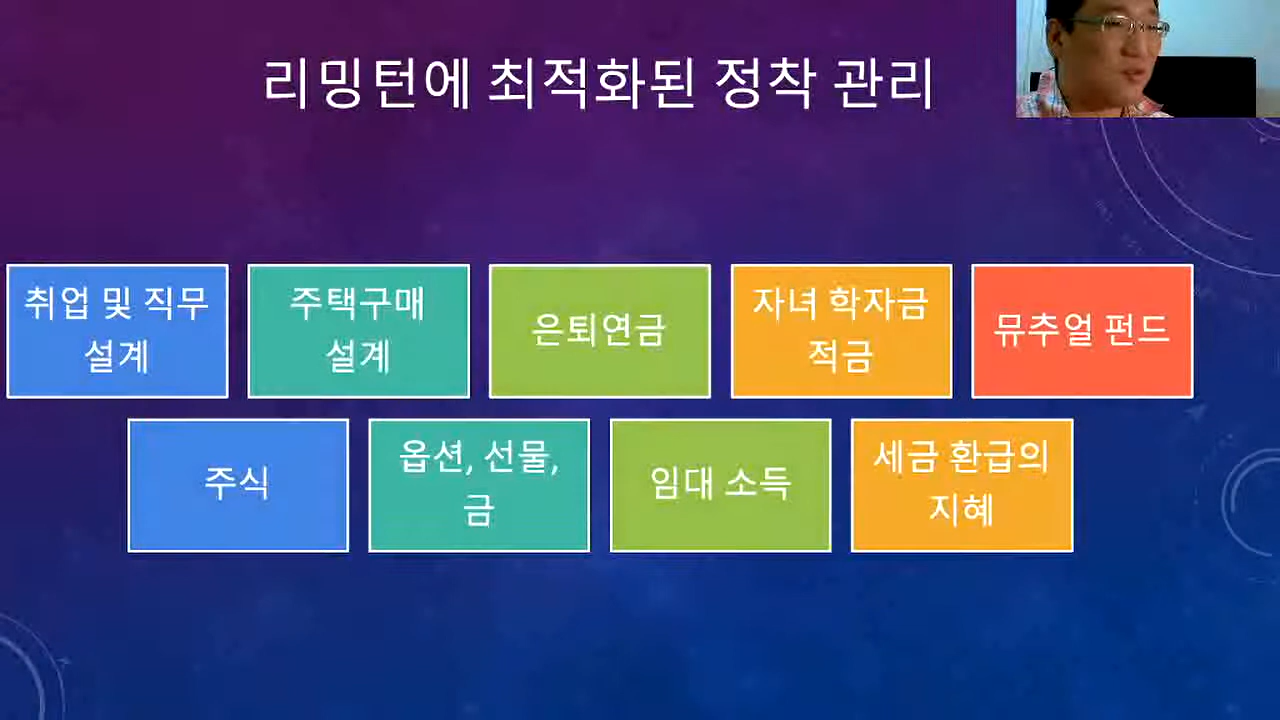 리밍턴에 최적화된 정착 관리
취업 및 직무
설계
주택구매
설계
은퇴연금
자녀 학자금
적금
뮤추얼 펀드
주식
옵션, 선물,
금
임대 소득
세금 환급의
지혜